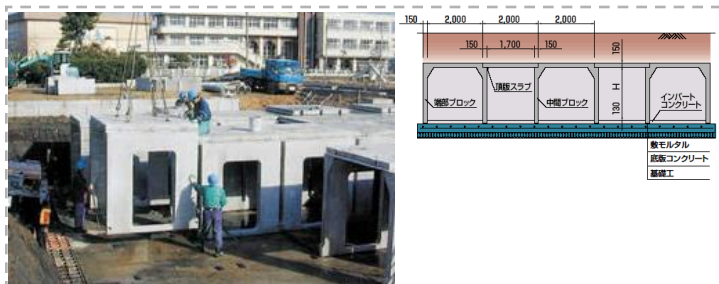 150 2,000 2,000 2,000
150 1,700 150
150
頂版スラブ
H
インバート
コンクリート
端部ブロック
中間ブロック
130
敷モルタル
底版コンクリート
基礎工